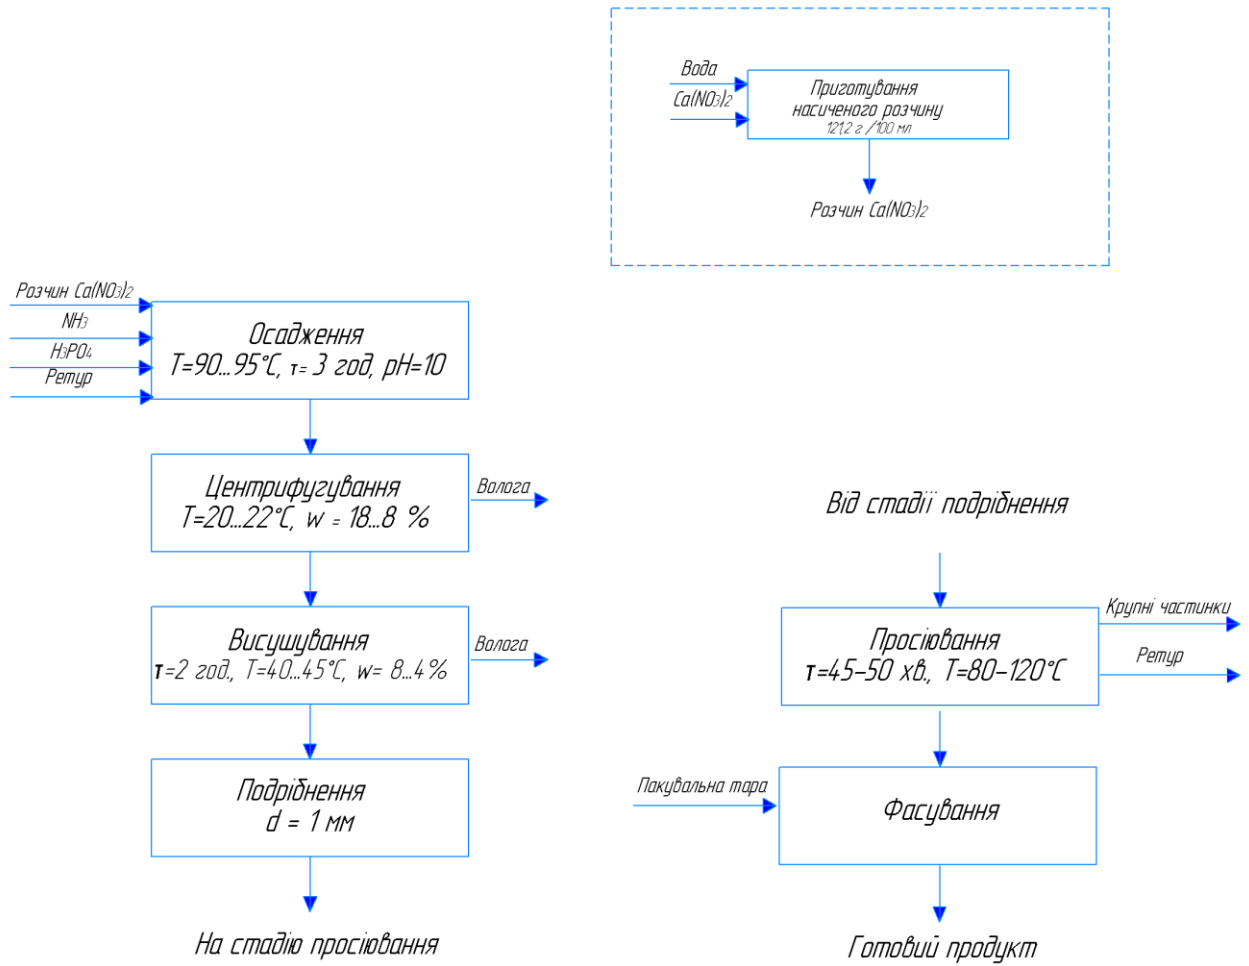 Вода
Ca(NO3)2
Приготування
насиченого розчину
121,2 г /100 мл
Розчин Ca(NO3)2
Розчин Ca(NO3)2
NH3
H3PO4
Ретур
Осадження
T=90...95°C, τ= 3 год, pH=10
Центрифугування
T=20...22°C, w = 18...8 %
Волога
Висушування
τ=2 год., T=40...45°C, w= 8...4%
Волога
Подрібнення
d = 1 мм
На стадію просіювання
Від стадії подрібнення
Просіювання
τ=45-50 хв., T=80-120°C
Крупні частинки
Ретур
Пакувальна тара
Фасування
Готовий продукт